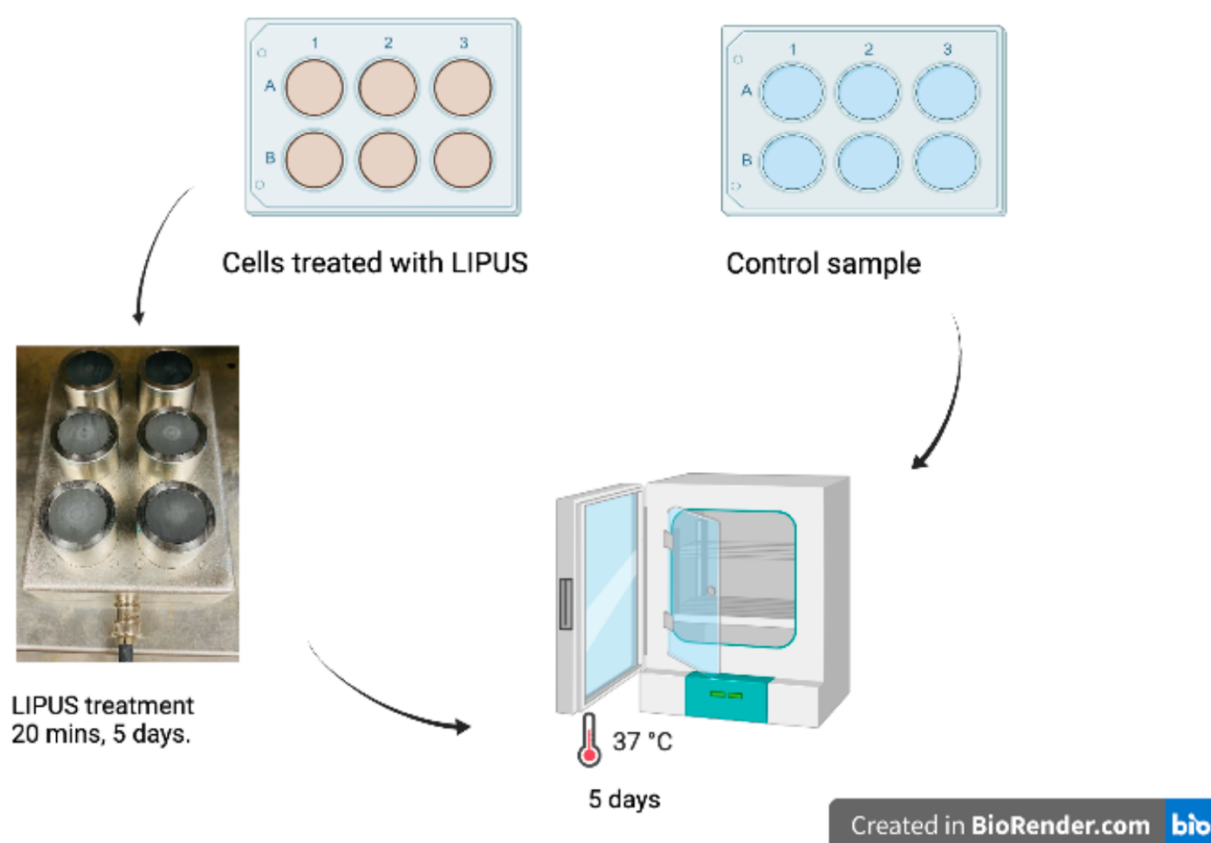 1 2 3
A
B
1 2 3
A
B
Cells treated with LIPUS
Control sample
LIPUS treatment
20 mins, 5 days.
37 °C
5 days
Created in BioRender.com bio